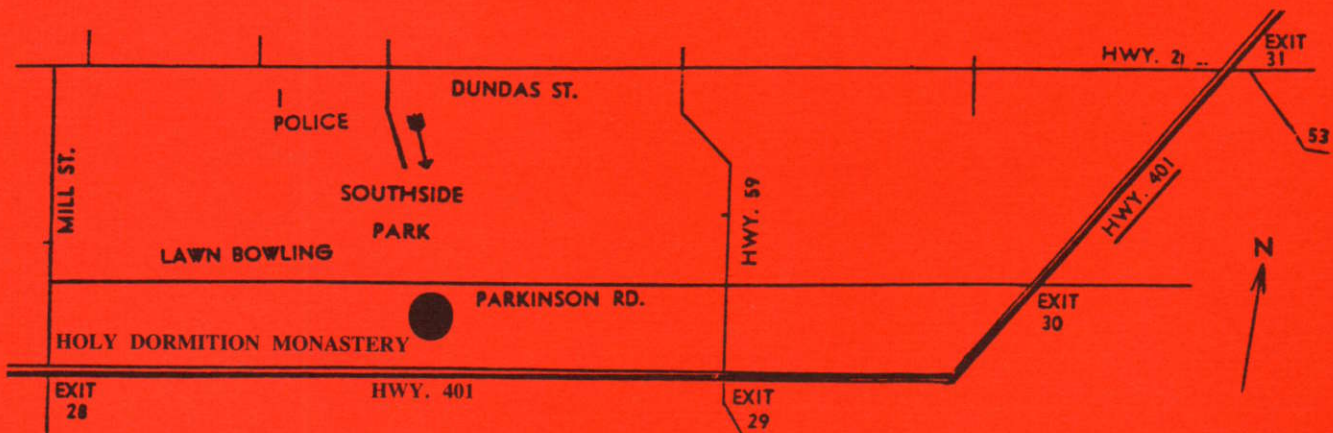 HWY. 2
EXIT
31
DUNDAS ST.
POLICE
53
MILL ST.
SOUTHSIDE
PARK
HWY. 59
HWY. 401
LAWN BOWLING
N
PARKINSON RD.
EXIT
30
HOLY DORMITION MONASTERY
EXIT
28
HWY. 401
EXIT
29